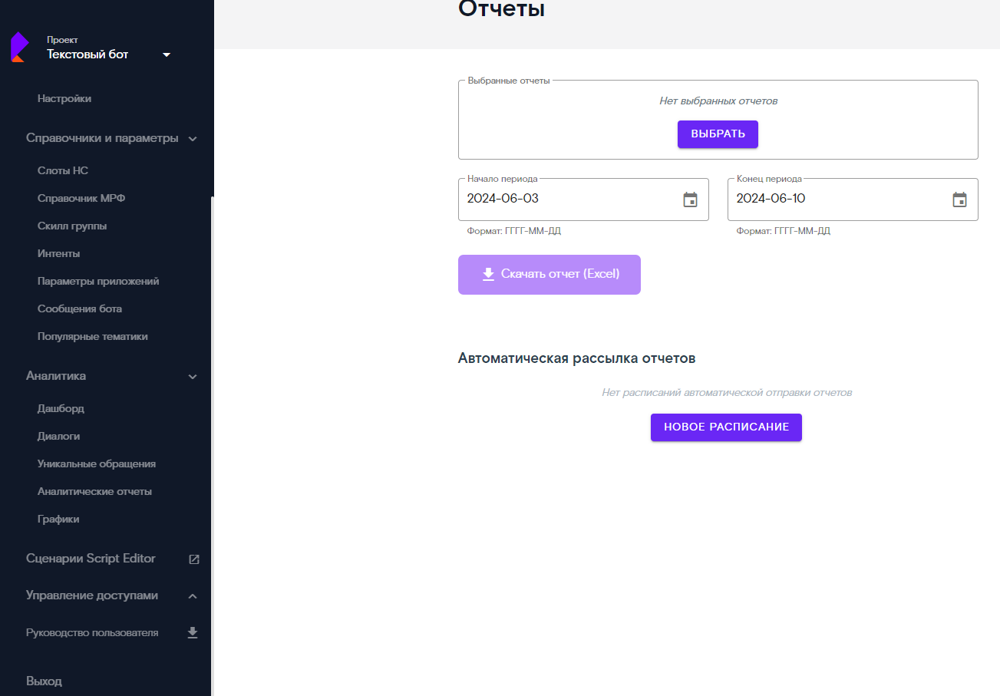 Проект
Текстовый бот
Настройки
Справочники и параметры
Слоты НС
Справочник МРФ
Скилл группы
Интенты
Параметры приложений
Сообщения бота
Популярные тематики
Аналитика
Дашборд
Диалоги
Уникальные обращения
Аналитические отчеты
Графики
Сценарии Script Editor
Управление доступами
Руководство пользователя
Выход
Отчеты
Выбранные отчеты
Нет выбранных отчетов
ВЫБРАТЬ
Начало периода
2024-06-03
Формат: ГГГГ-ММ-ДД
Конец периода
2024-06-10
Формат: ГГГГ-ММ-ДД
Скачать отчет (Excel)
Автоматическая рассылка отчетов
Нет расписаний автоматической отправки отчетов
НОВОЕ РАСПИСАНИЕ